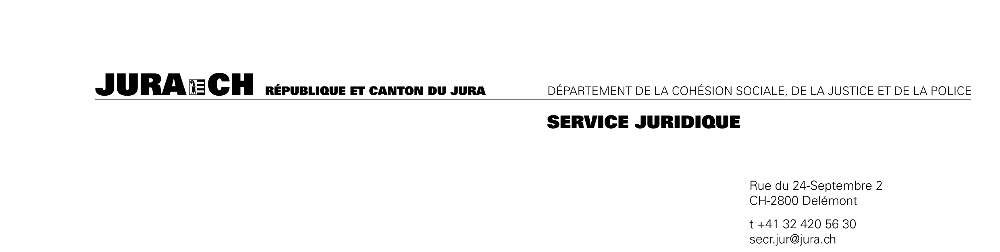 JURA CH RÉPUBLIQUE ET CANTON DU JURA
DÉPARTEMENT DE LA COHÉSION SOCIALE, DE LA JUSTICE ET DE LA POLICE
SERVICE JURIDIQUE
Rue du 24-Septembre 2
CH-2800 Delémont
t +41 32 420 56 30
secr.jur@jura.ch